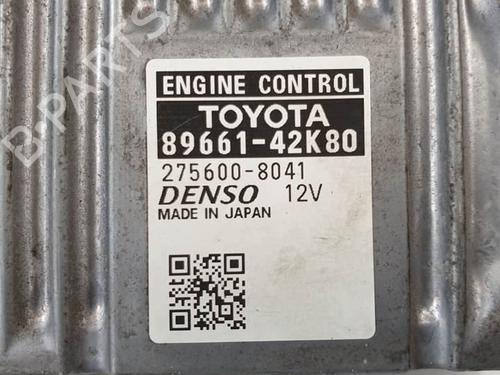 B-PARTS
ENGINE CONTROL
TOYOTA
89661-42K80
275600-8041
DENSO 12V
MADE IN JAPAN